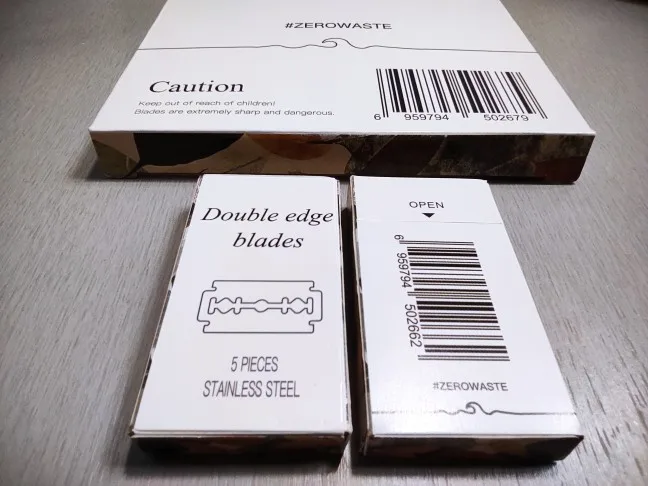 #ZEROWASTE
Caution
Keep out of reach of children!
Blades are extremely sharp and dangerous.
6 959794 502679
Double edge
blades
5 PIECES
STAINLESS STEEL
OPEN
6 959794 502662
#ZEROWASTE